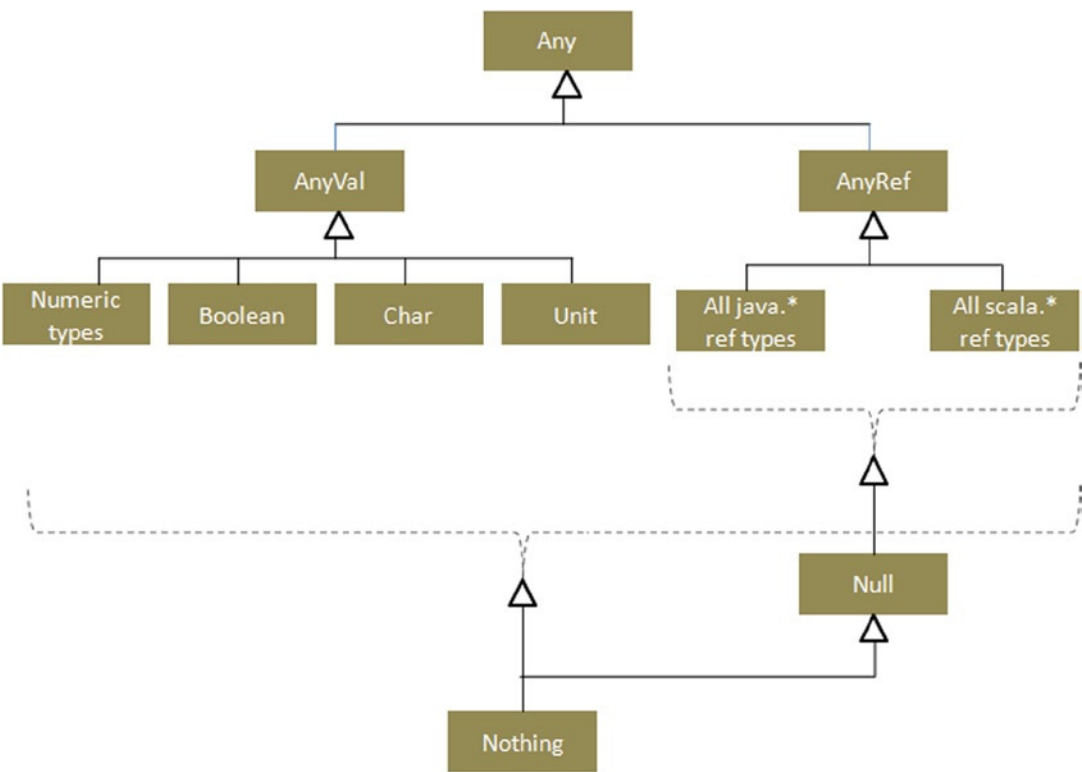 Any
AnyVal
AnyRef
Numeric
types
Boolean
Char
Unit
All java.*
ref types
All scala.*
ref types
Null
Nothing